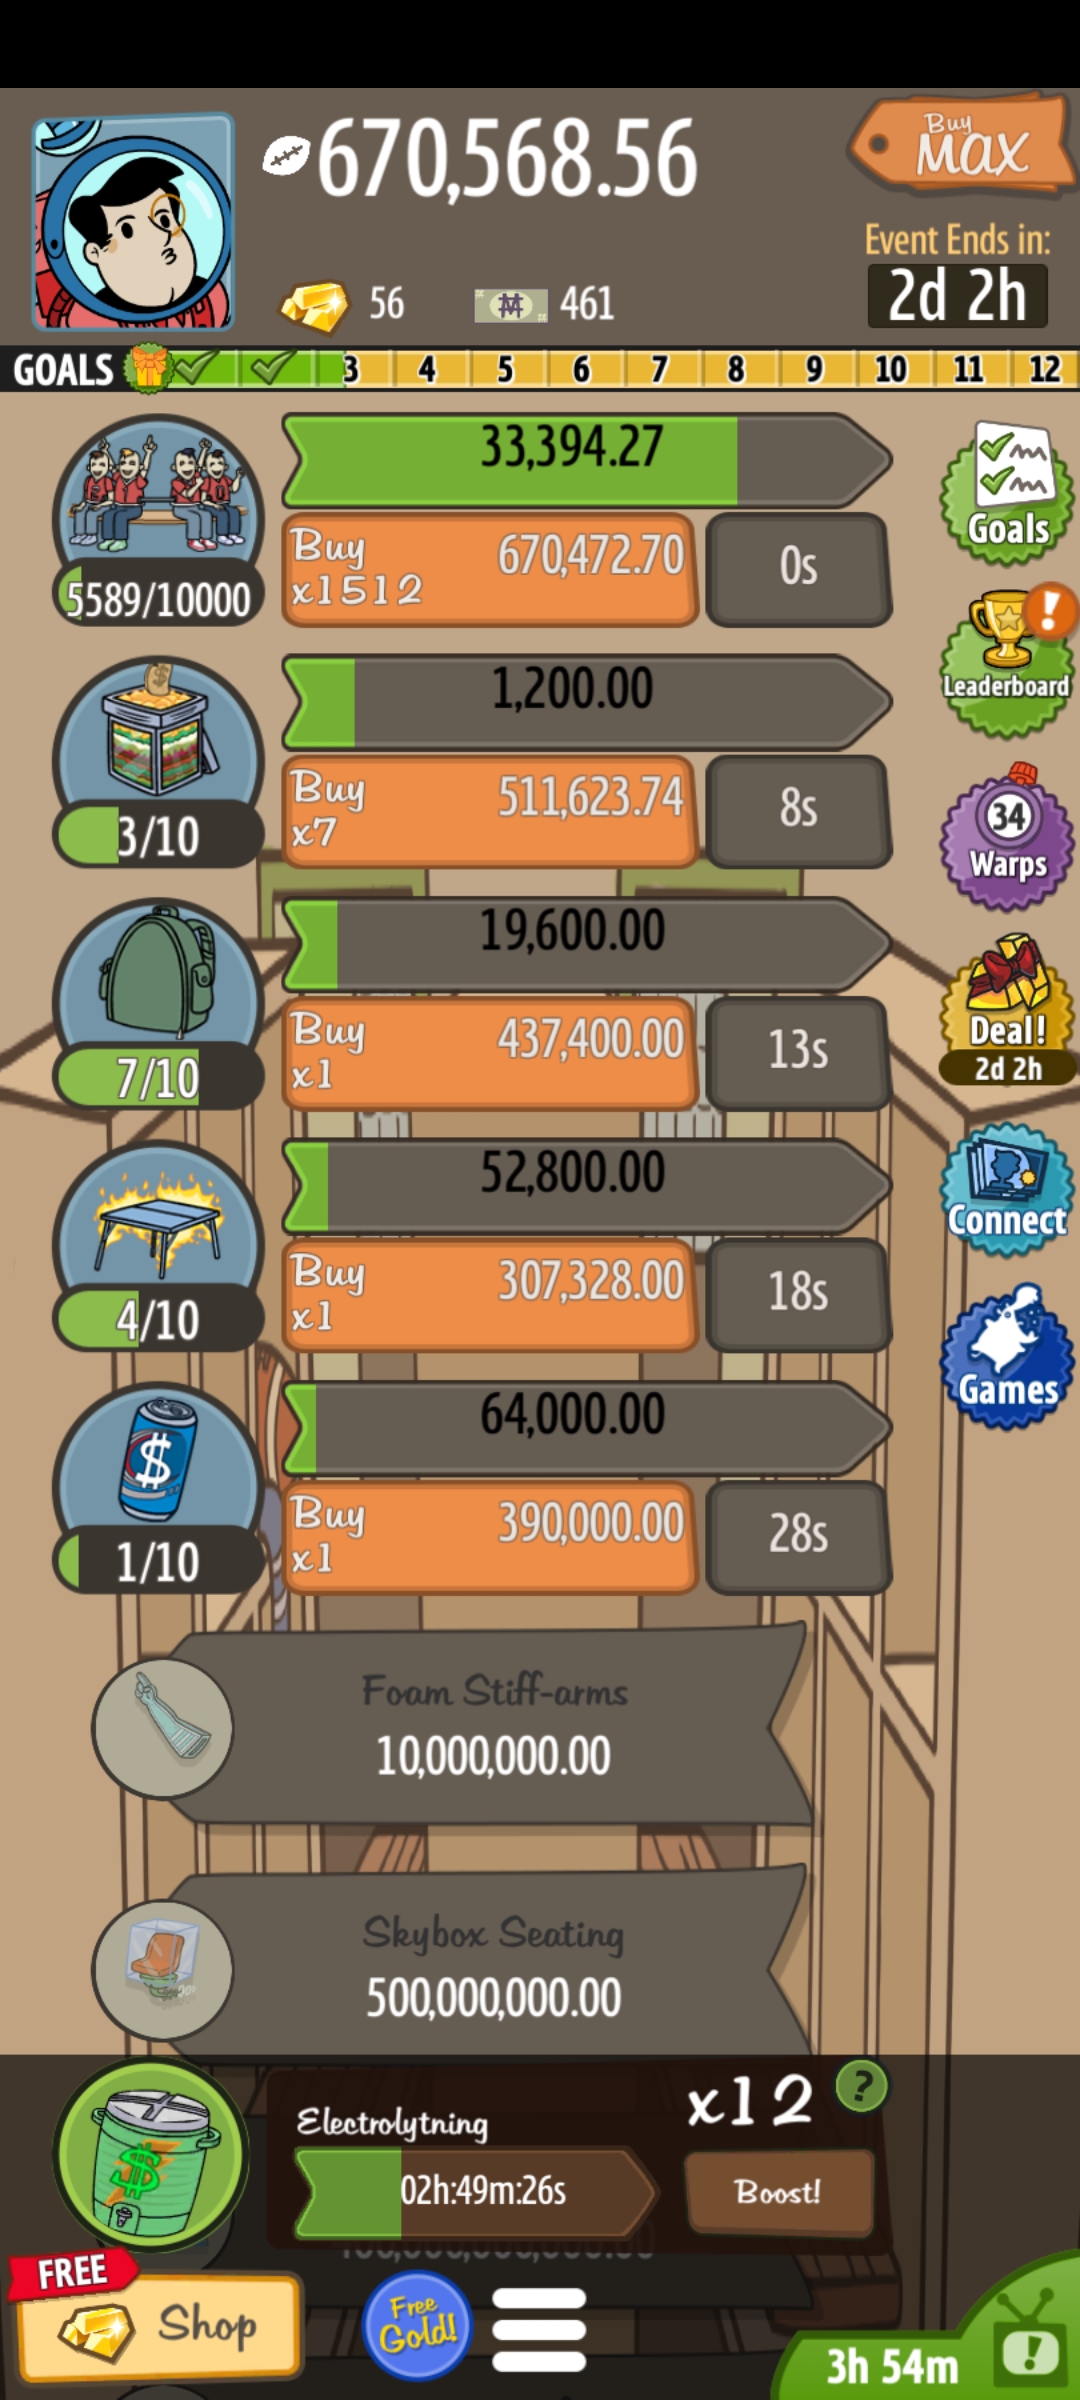 670,568.56
Buy
MAX
Event Ends in:
2d 2h
56
461
GOALS 3 4 5 6 7 8 9 10 11 12
33,394.27
5589/10000
Buy
x1512
670,472.70
0s
Goals
1,200.00
3/10
Buy
x7
511,623.74
8s
!
Leaderboard
19,600.00
7/10
Buy
x1
437,400.00
13s
34
Warps
52,800.00
4/10
Buy
x1
307,328.00
18s
Deal!
2d 2h
64,000.00
$
1/10
Buy
x1
390,000.00
28s
Connect
Games
Foam Stiff-arms
10,000,000.00
Skybox Seating
500,000,000.00
$
Electrolytning
02h:49m:26s
x12
?
Boost!
FREE
Shop
Free
Gold!
3h 54m
!